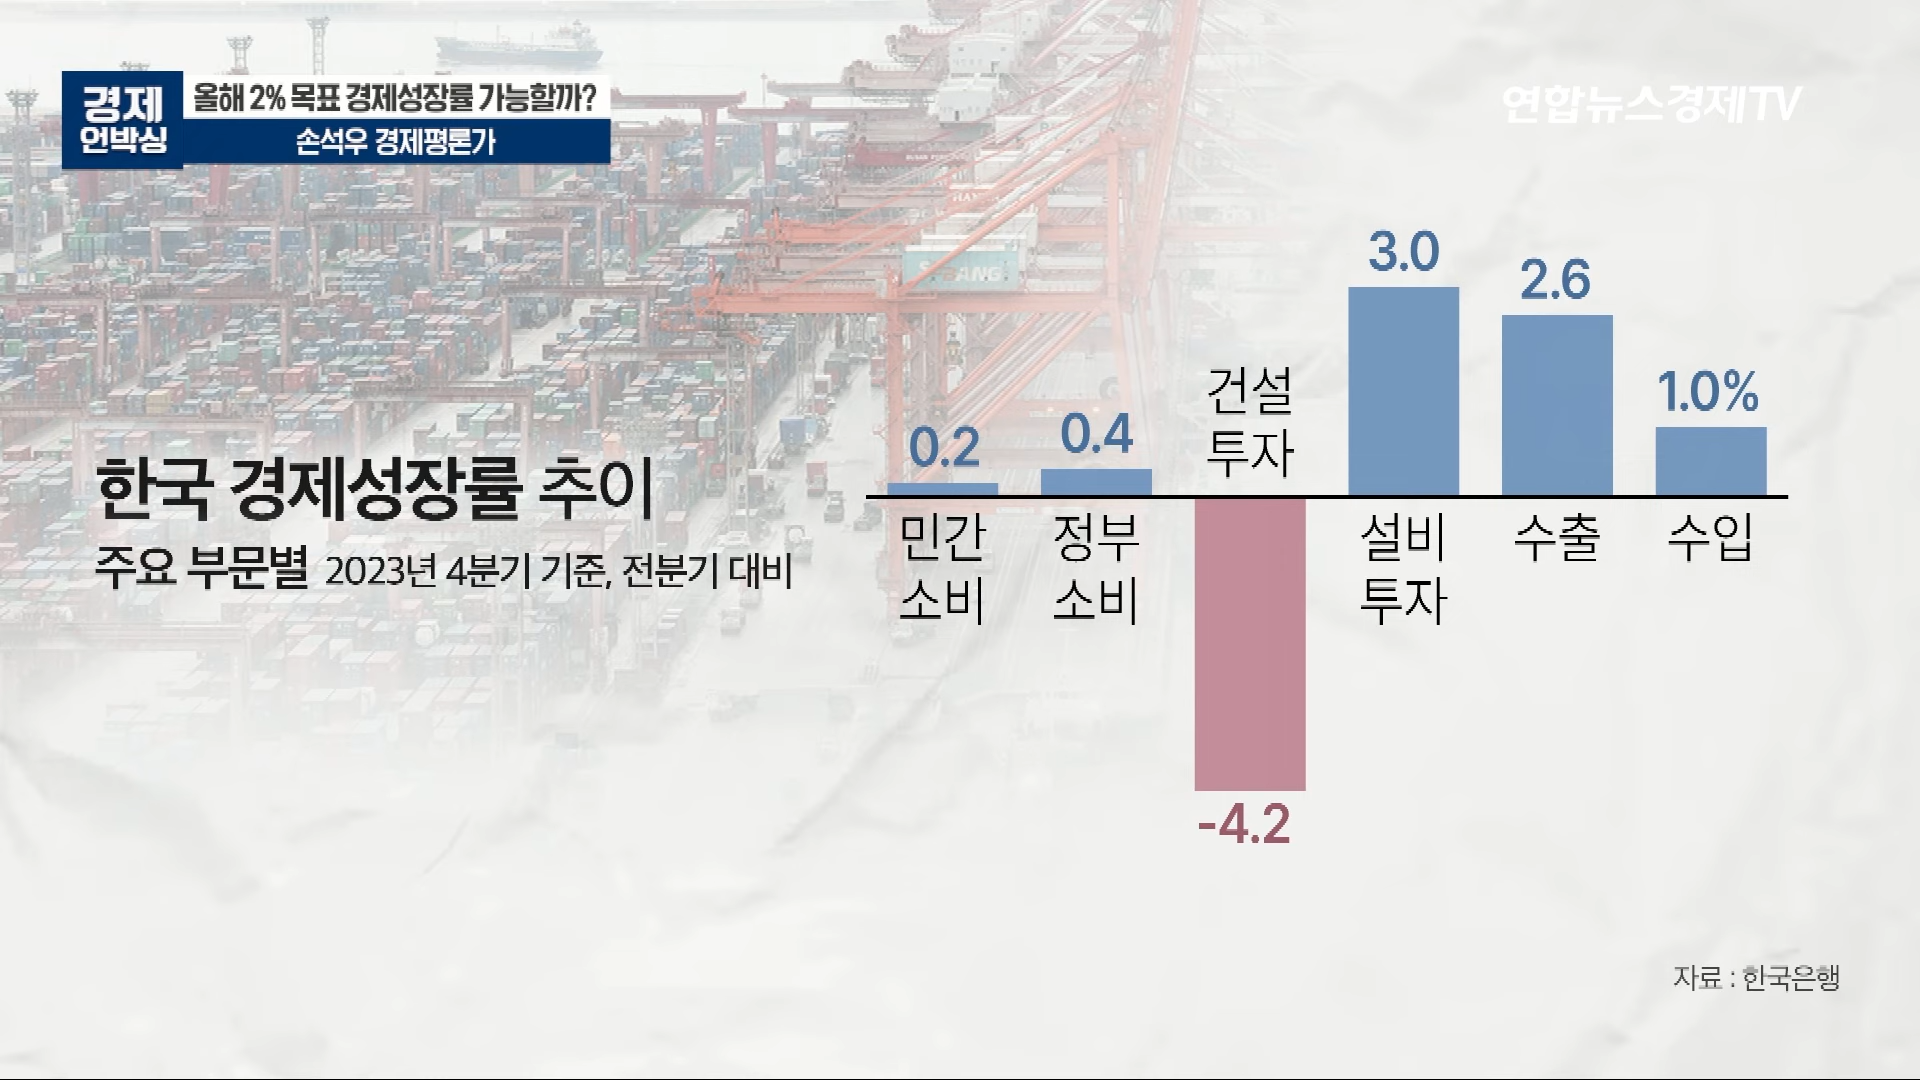 경제
언박싱
올해 2% 목표 경제성장률 가능할까?
손석우 경제평론가
연합뉴스경제TV
한국 경제성장률 추이
주요 부문별 2023년 4분기 기준, 전분기 대비
0.2
민간
소비
0.4
정부
소비
건설
투자
-4.2
3.0
설비
투자
2.6
수출
1.0%
수입
자료 : 한국은행